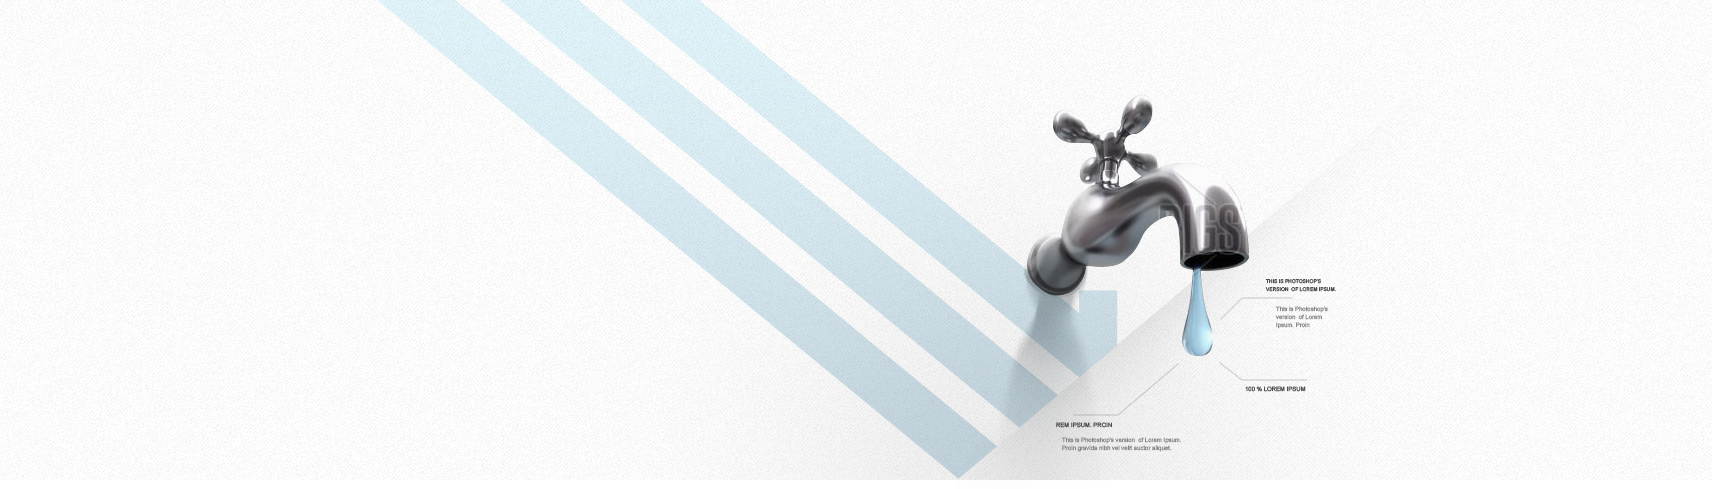 THIS IS PHOTOSHOP'S
VERSION OF LOREM IPSUM.
This is Photoshop's
version of Lorem
Ipsum. Proin
100 % LOREM IPSUM
REM IPSUM. PROIN
This is Photoshop's version of Lorem Ipsum.
Proin gravida nibh vel velit auctor aliquet.